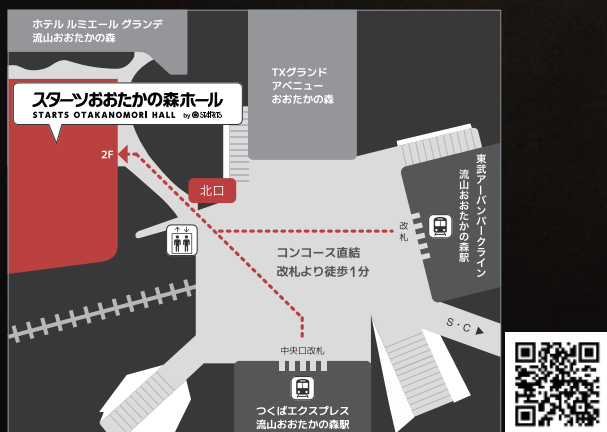 ホテル ルミエール グランデ
流山おおたかの森
TXグランド
アベニュー
おおたかの森
スターツおおたかの森ホール
STARTS OTAKANOMORI HALL by STARTS
2F
北口
東武アーバンパークライン
流山おおたかの森駅
改札
コンコース直結
改札より徒歩1分
S・C
中央口改札
つくばエクスプレス
流山おおたかの森駅